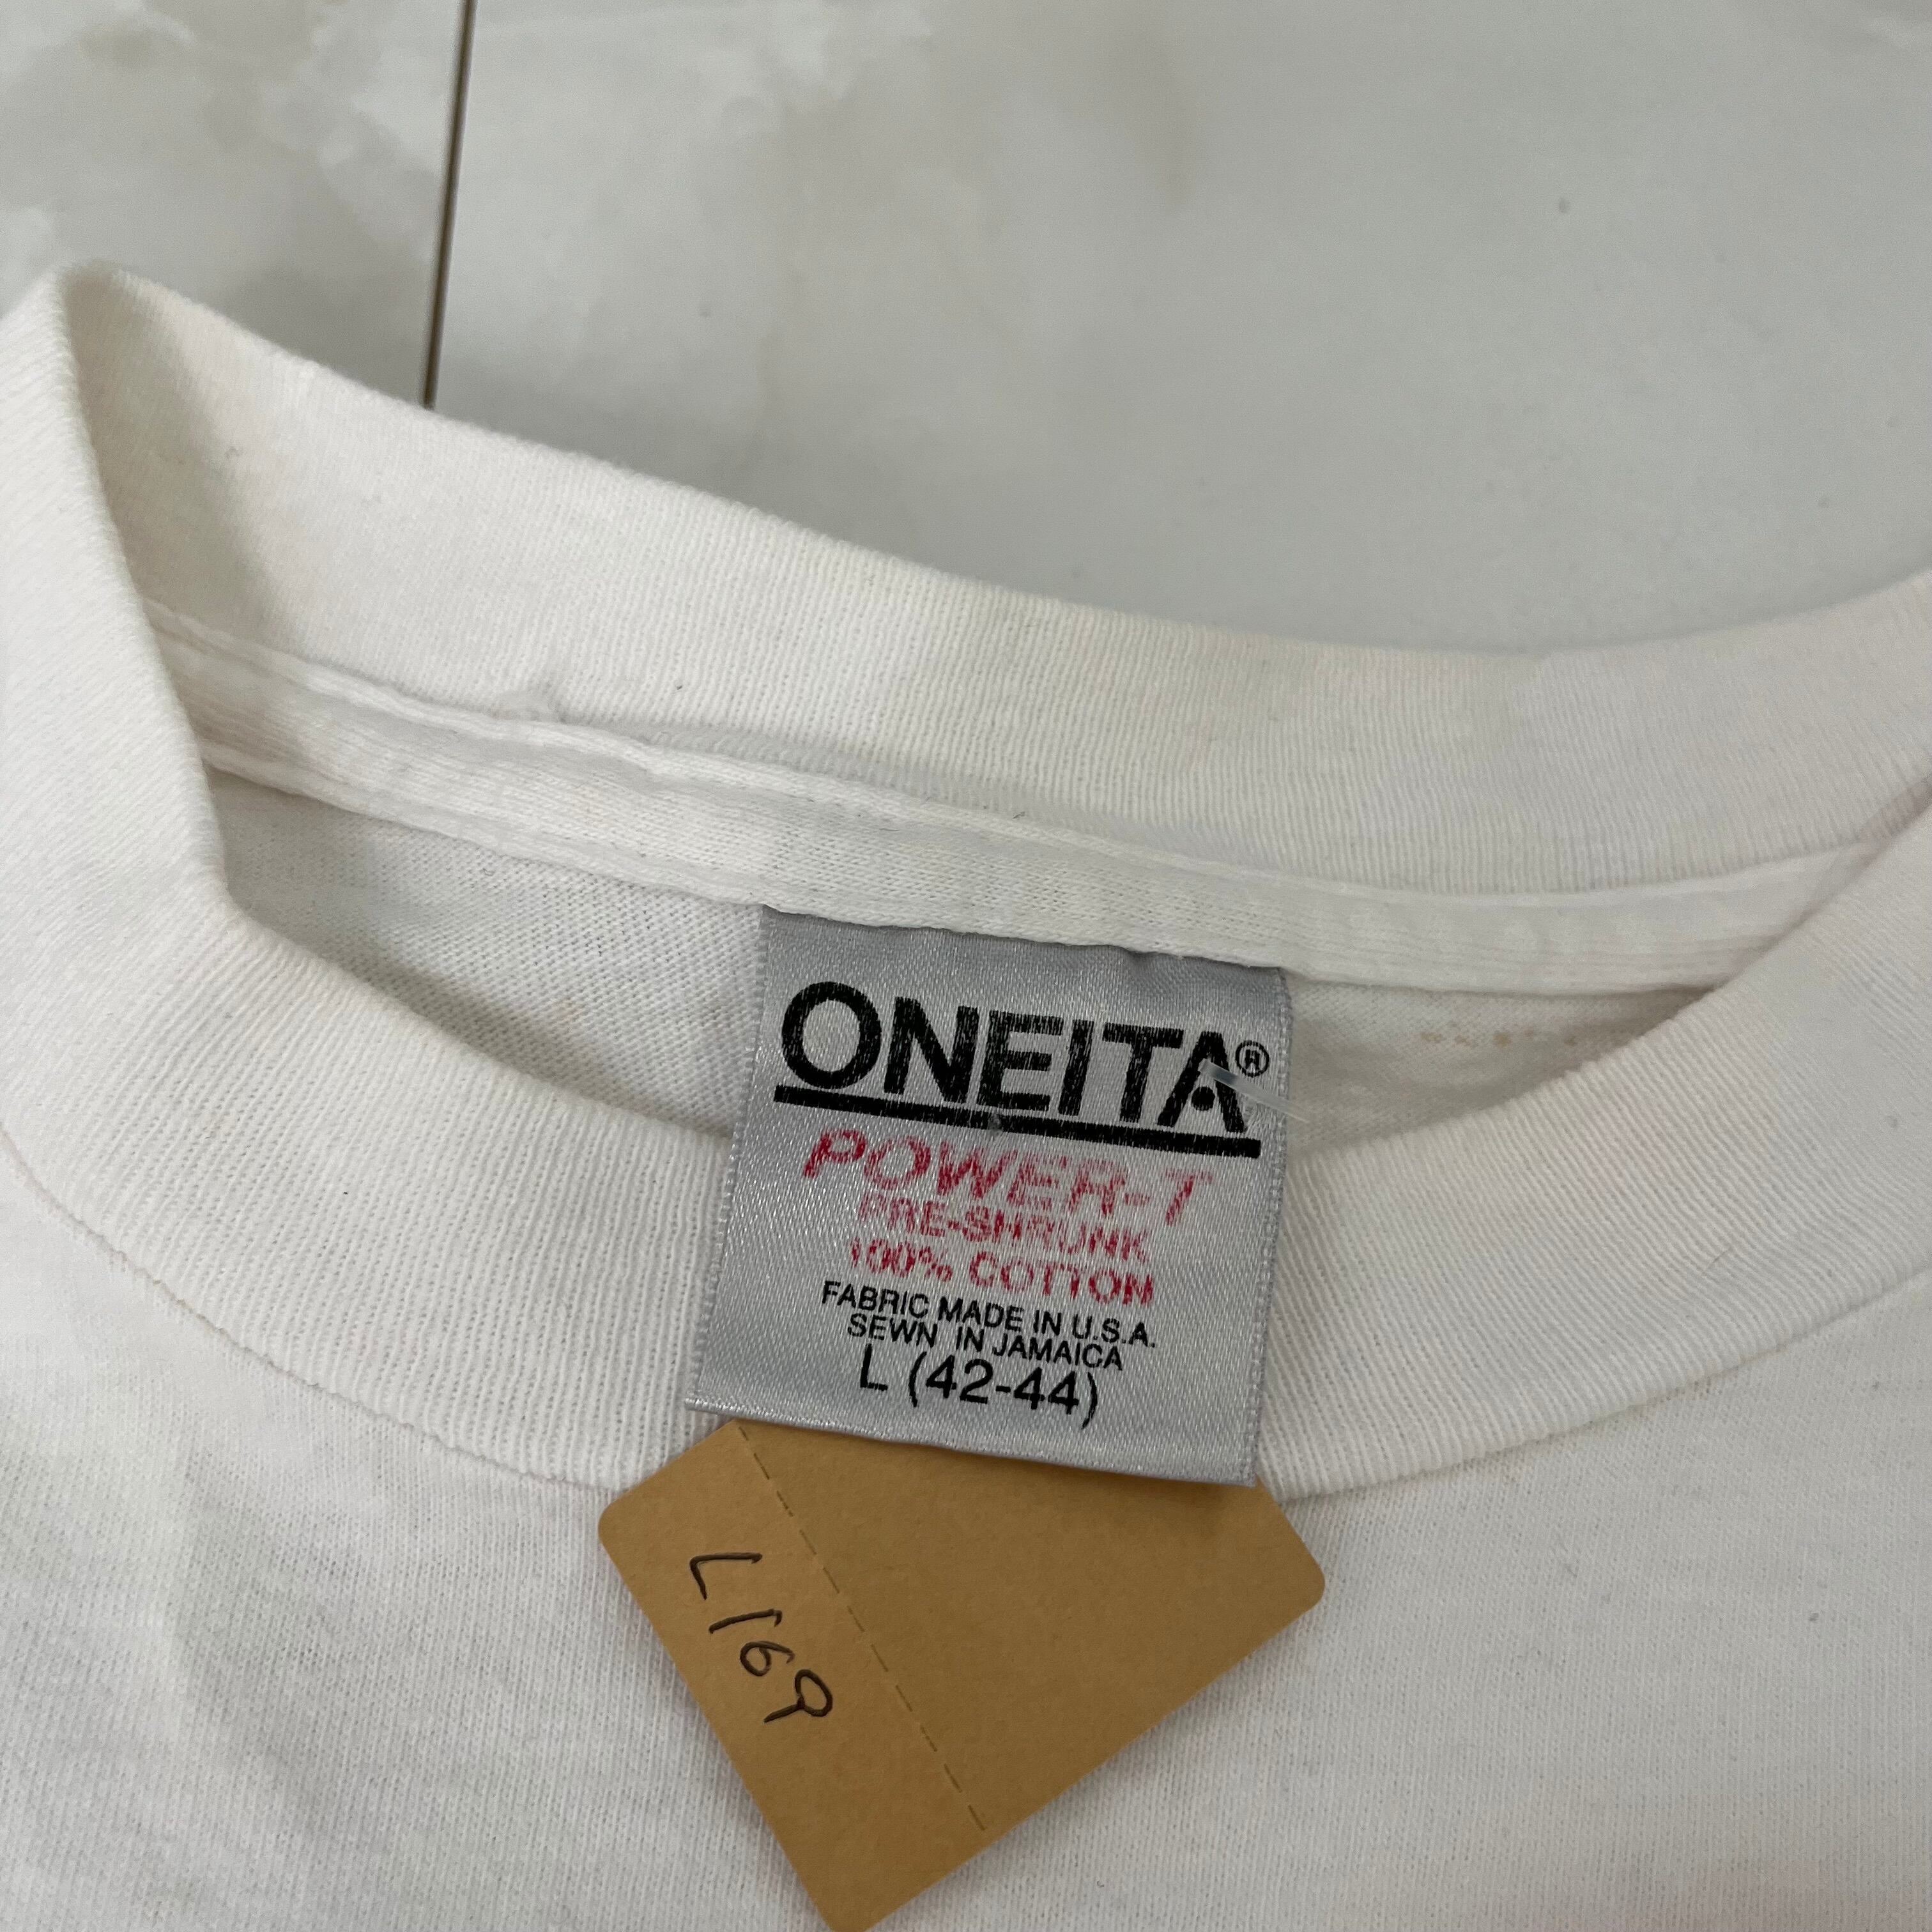 ONEITA®
POWER-T
PRE-SHRUNK
100% COTTON
FABRIC MADE IN U.S.A.
SEWN IN JAMAICA
L (42-44)
L169